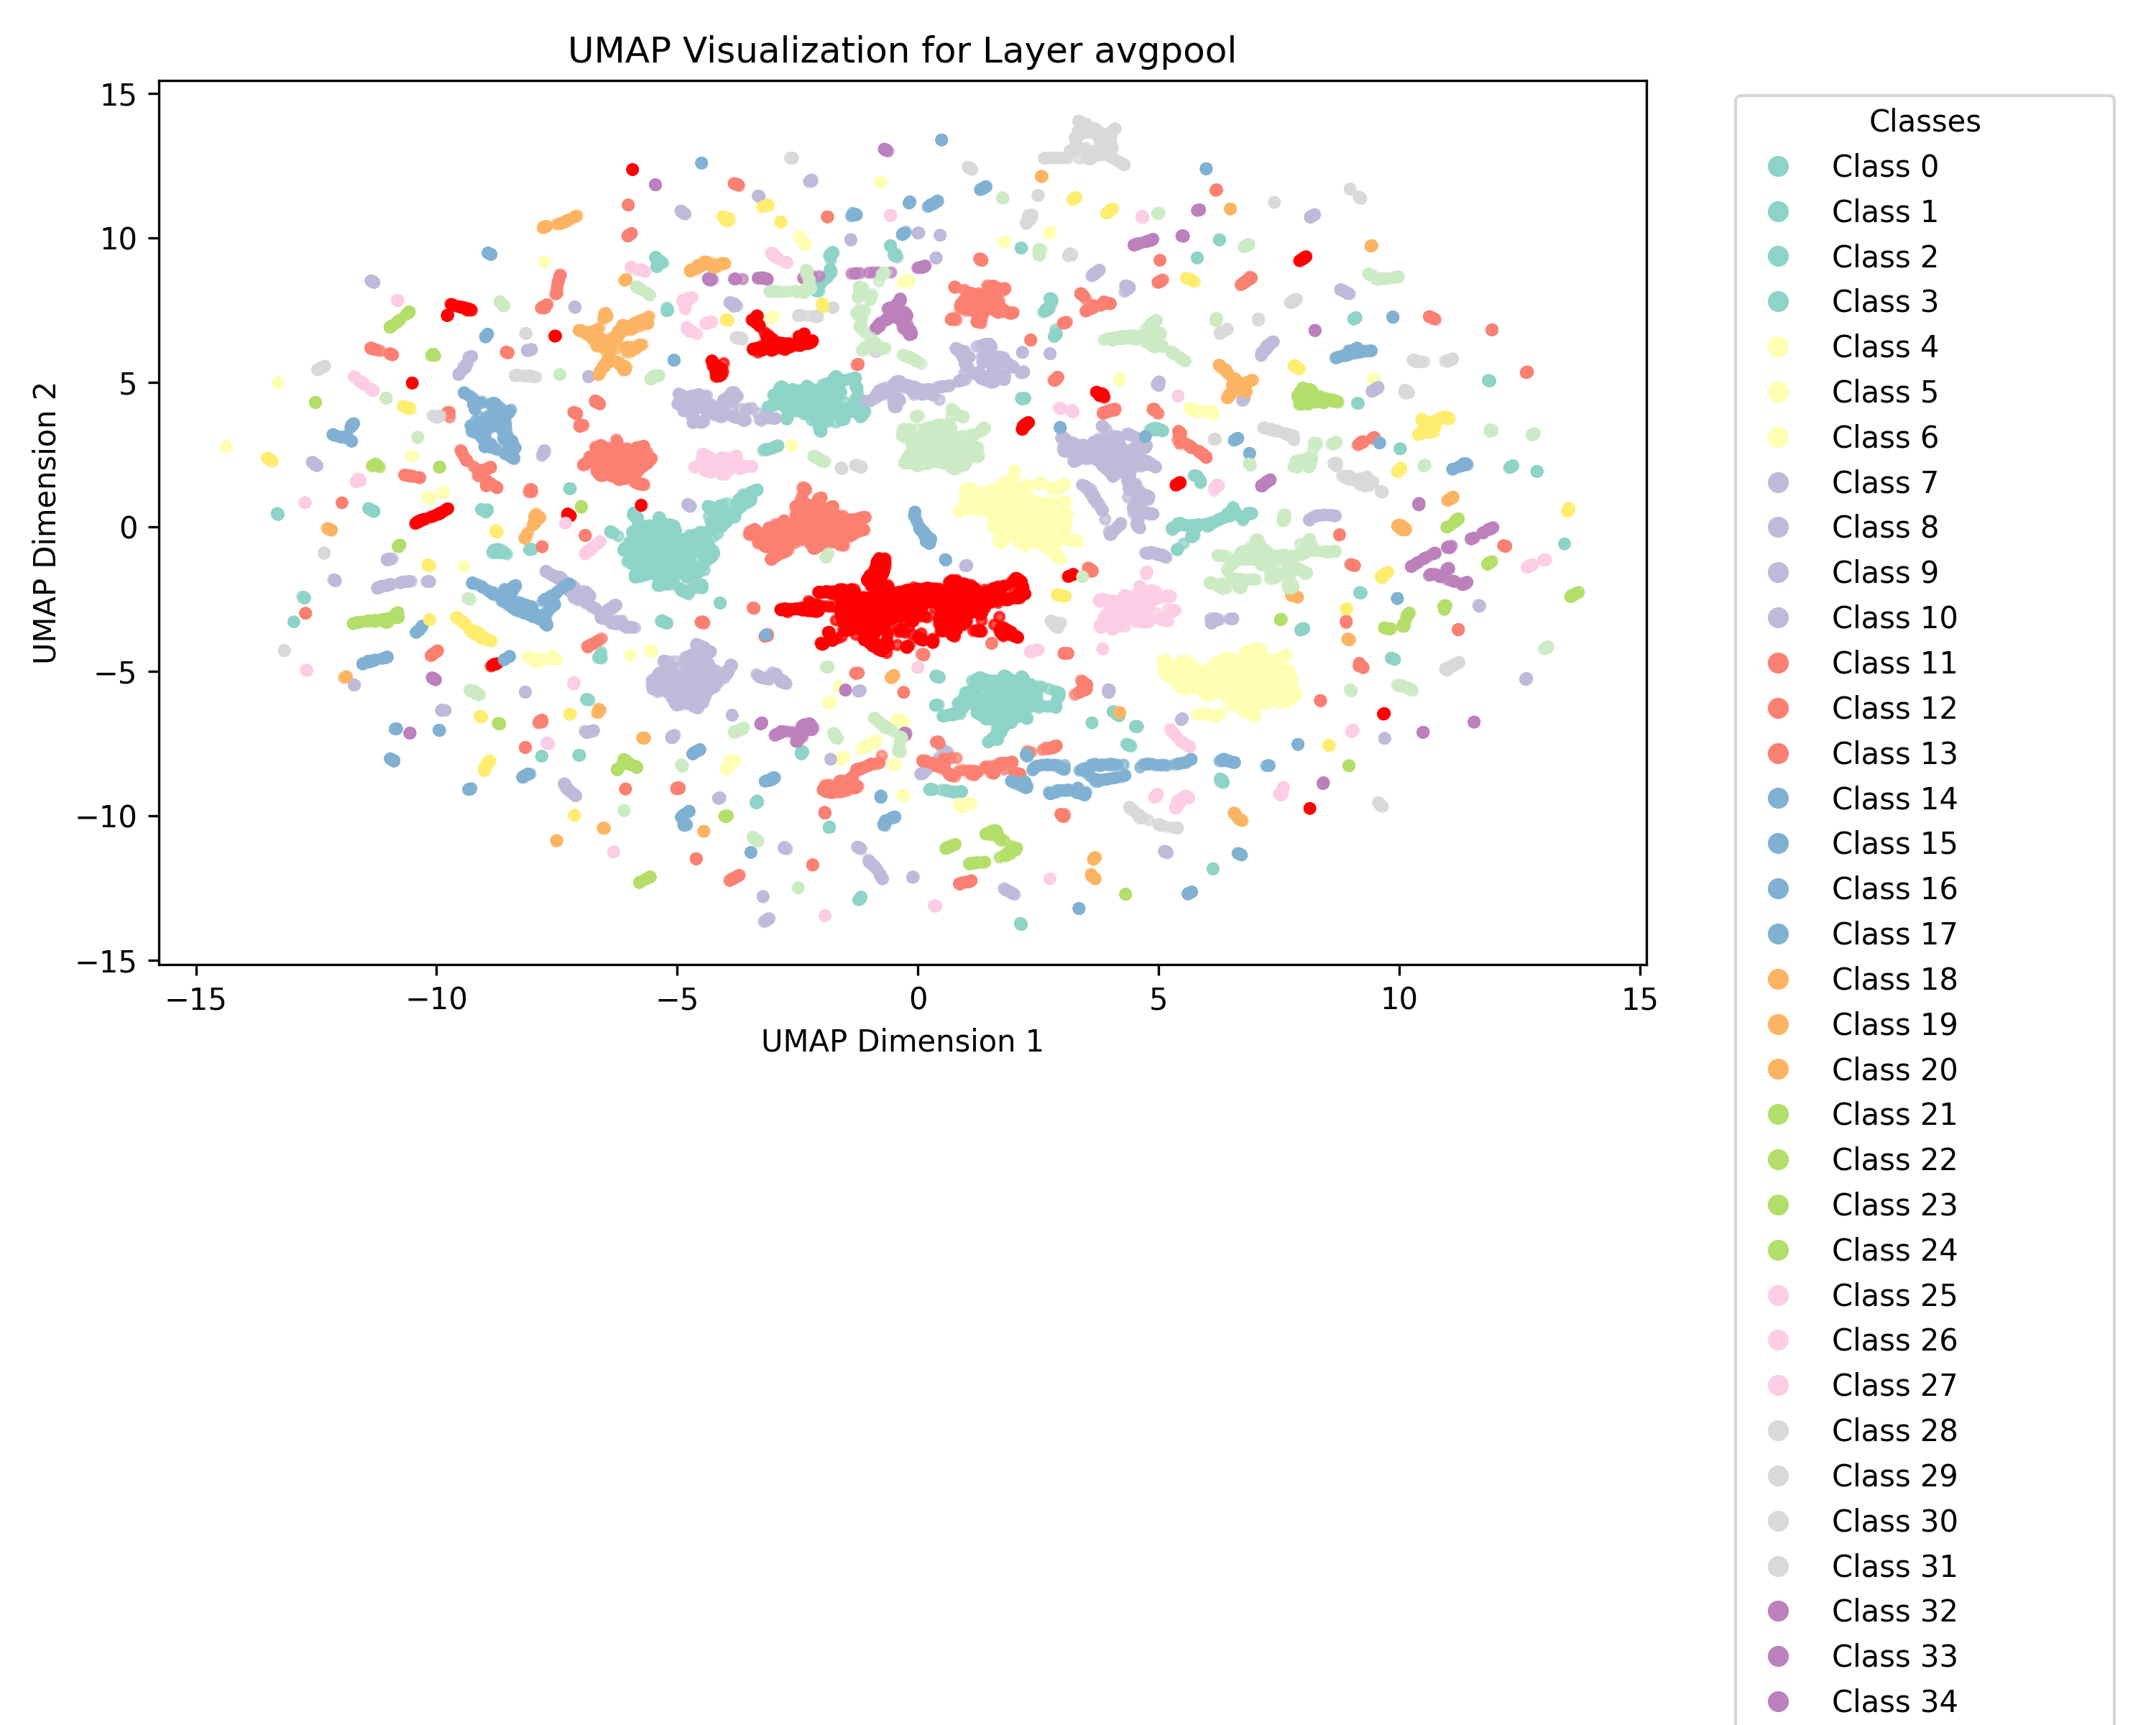 UMAP Visualization for Layer avgpool
15
10
5
0
−5
−10
−15
UMAP Dimension 2
−15
−10
−5
0
5
10
15
UMAP Dimension 1
Classes
Class 0
Class 1
Class 2
Class 3
Class 4
Class 5
Class 6
Class 7
Class 8
Class 9
Class 10
Class 11
Class 12
Class 13
Class 14
Class 15
Class 16
Class 17
Class 18
Class 19
Class 20
Class 21
Class 22
Class 23
Class 24
Class 25
Class 26
Class 27
Class 28
Class 29
Class 30
Class 31
Class 32
Class 33
Class 34